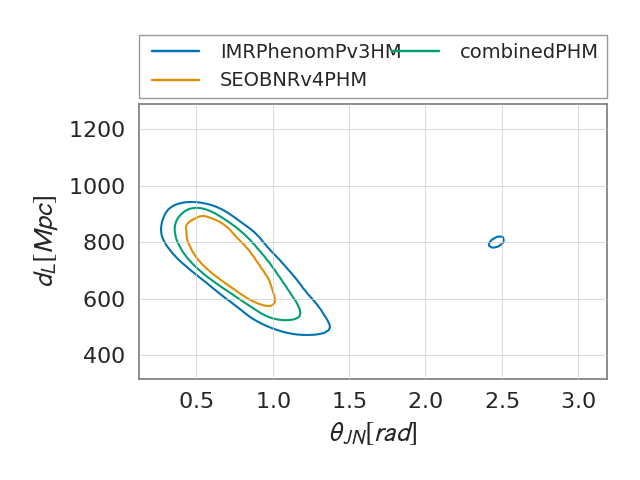 IMRPhenomPv3HM combinedPHM
SEOBNRv4PHM
1200
1000
800
600
400
d_L[Mpc]
0.5 1.0 1.5 2.0 2.5 3.0
θ_JN[rad]